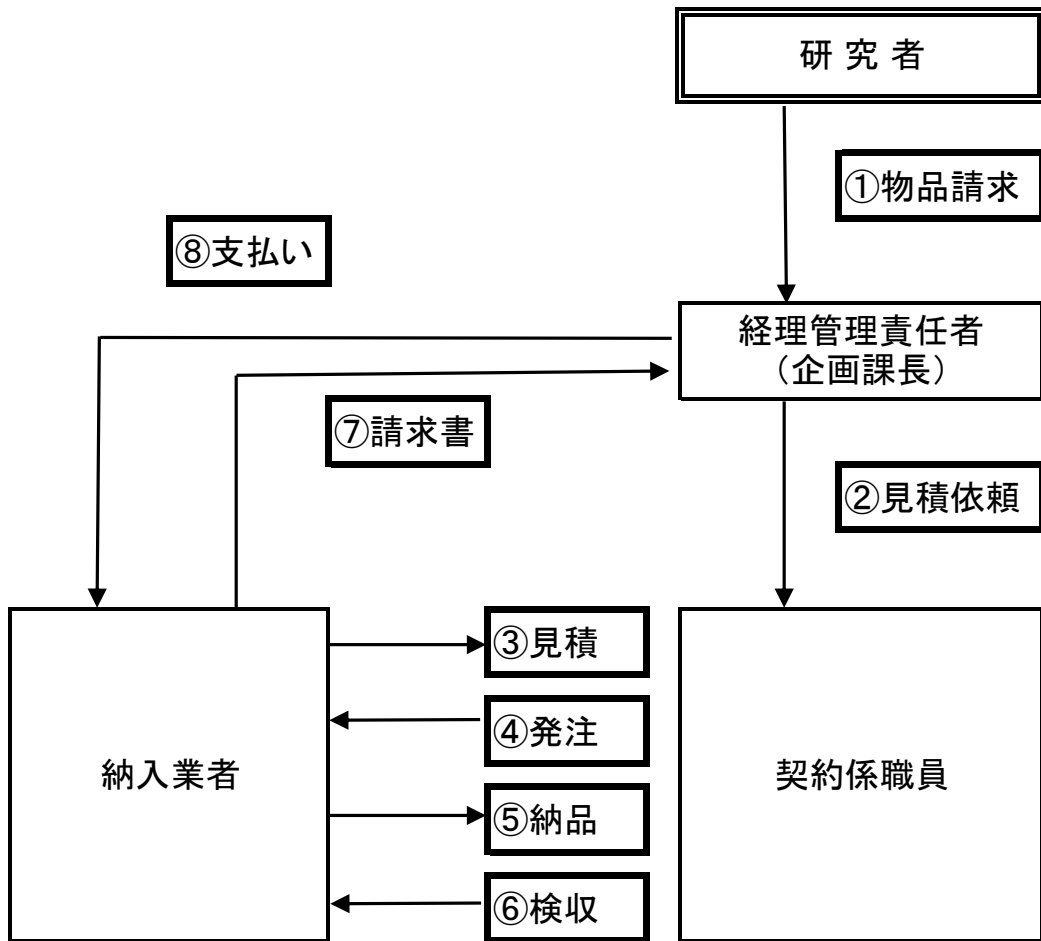 研 究 者
①物品請求
⑧支払い
経理管理責任者
（企画課長）
⑦請求書
②見積依頼
③見積
④発注
納入業者
契約係職員
⑤納品
⑥検収